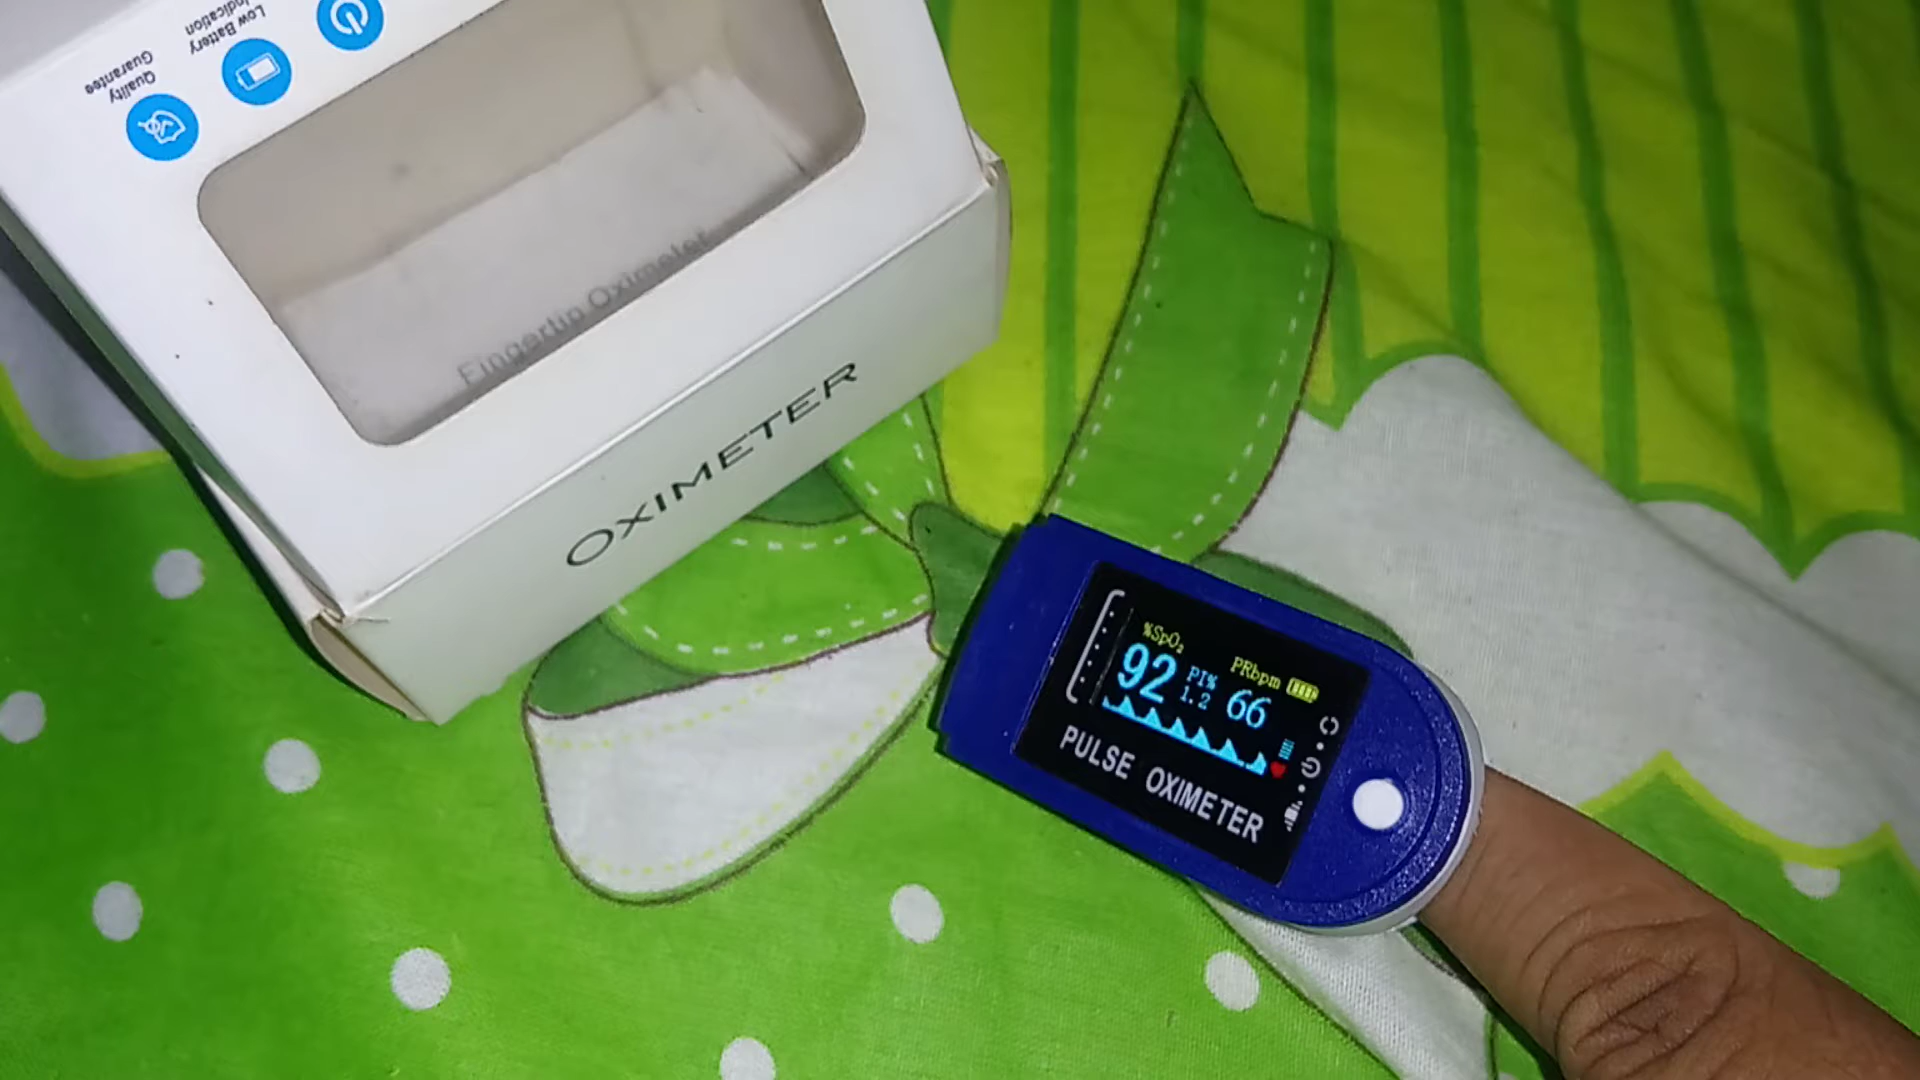 Low Battery
Indication
Quality
Guarantee
Fingertip Oximeter
OXIMETER
%SpO₂
PRbpm
92
PI%
1.2
66
PULSE OXIMETER